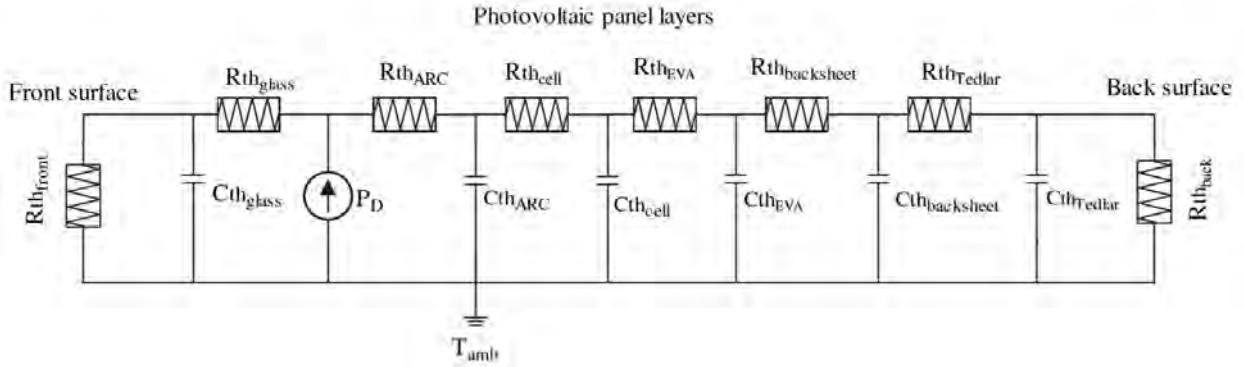 Photovoltaic panel layers
Front surface
Rth_glass
Rth_ARC
Rth_cell
Rth_EVA
Rth_backsheet
Rth_Tedlar
Back surface
Rth_front
Cth_glass
P_D
Cth_ARC
Cth_cell
Cth_EVA
Cth_backsheet
Cth_Tedlar
Rth_back
T_amb